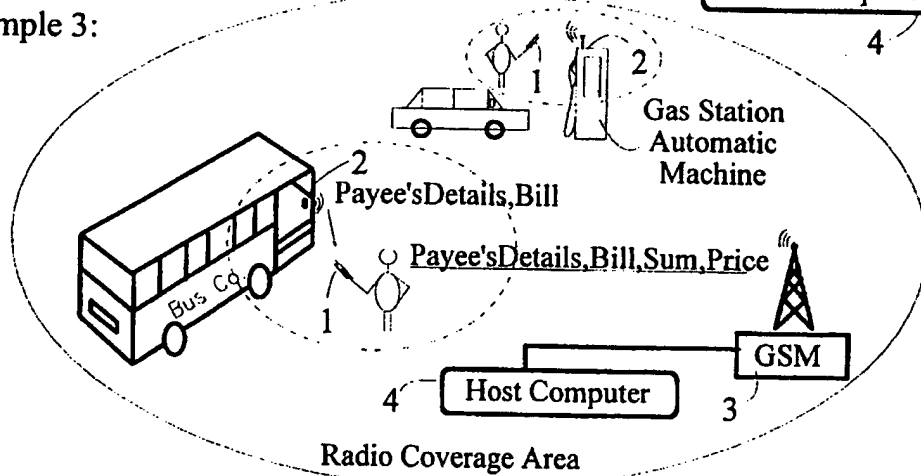 mple 3:
4
1
2
Gas Station
Automatic
Machine
2
Payee'sDetails,Bill
Payee'sDetails,Bill,Sum,Price
Bus Co.
1
GSM
4
Host Computer
3
Radio Coverage Area